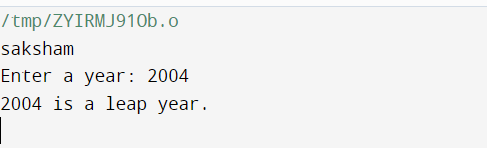 /tmp/ZYIRMJ91Ob.o
saksham
Enter a year: 2004
2004 is a leap year.